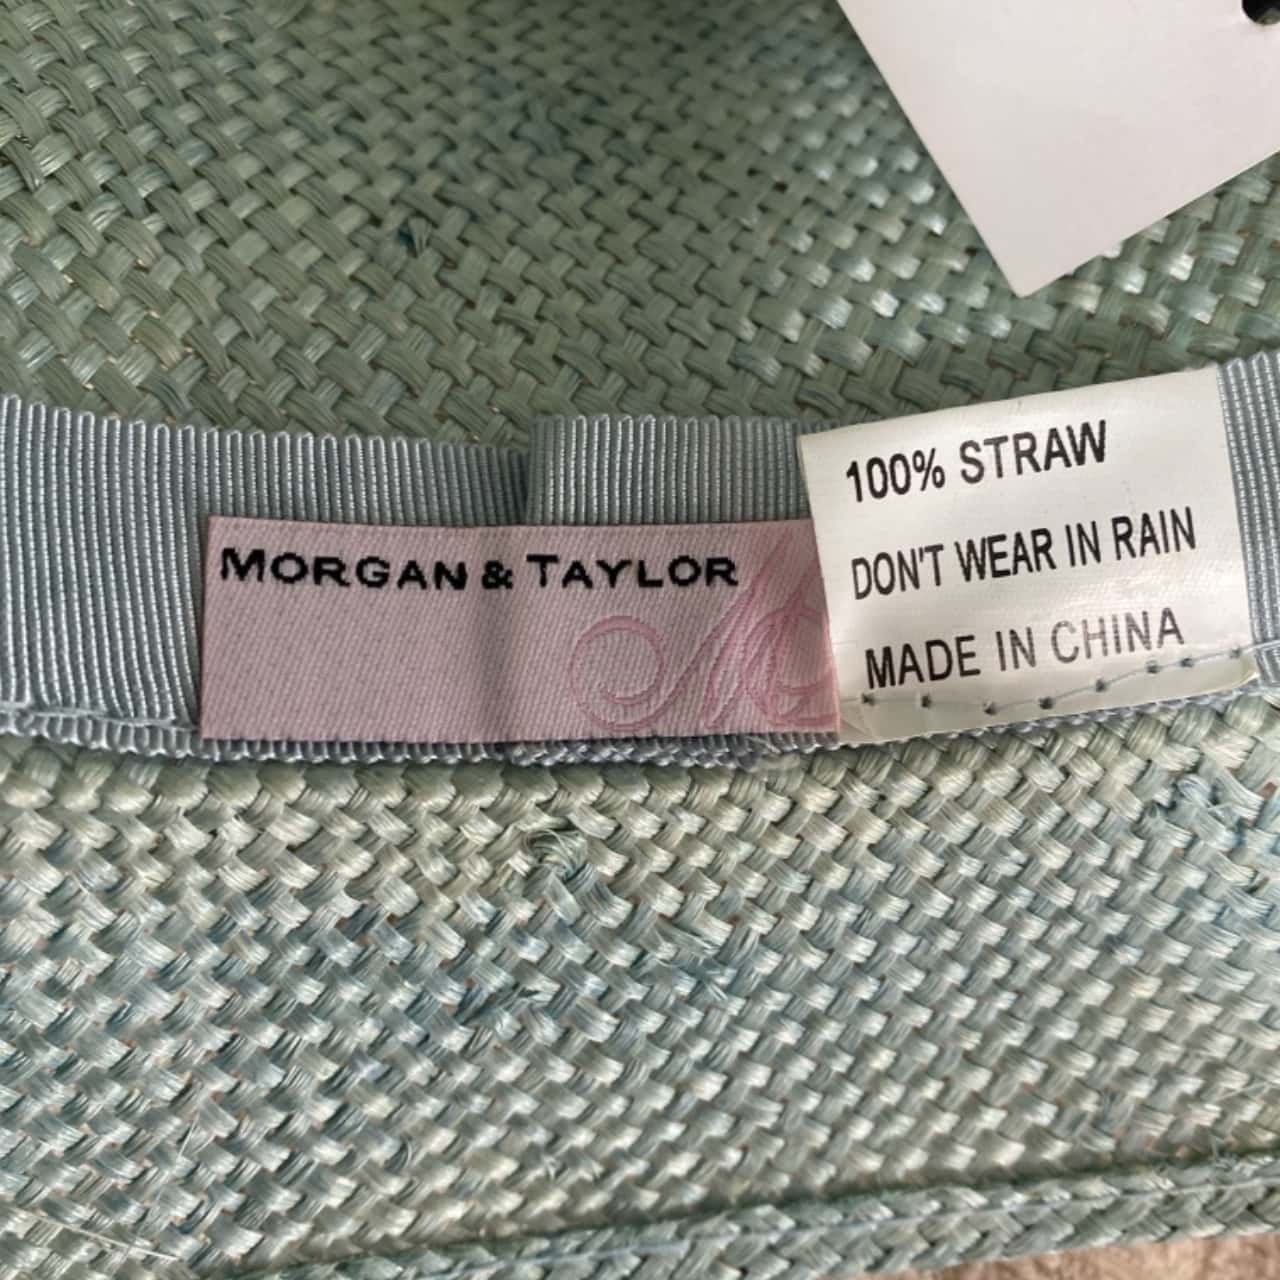 MORGAN & TAYLOR
100% STRAW
DON'T WEAR IN RAIN
MADE IN CHINA